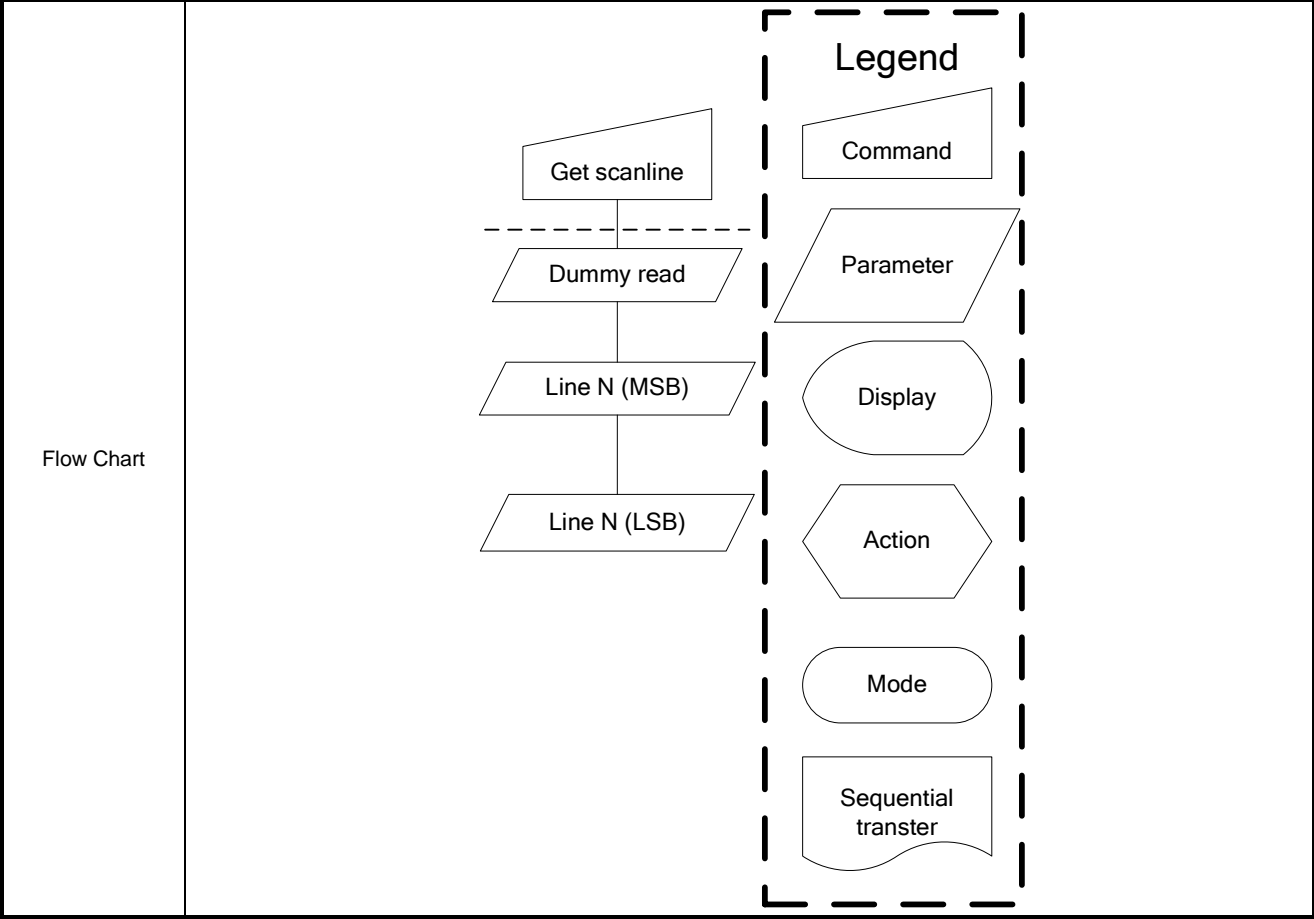 Flow Chart
Get scanline
Dummy read
Line N (MSB)
Line N (LSB)
Legend
Command
Parameter
Display
Action
Mode
Sequential
transter